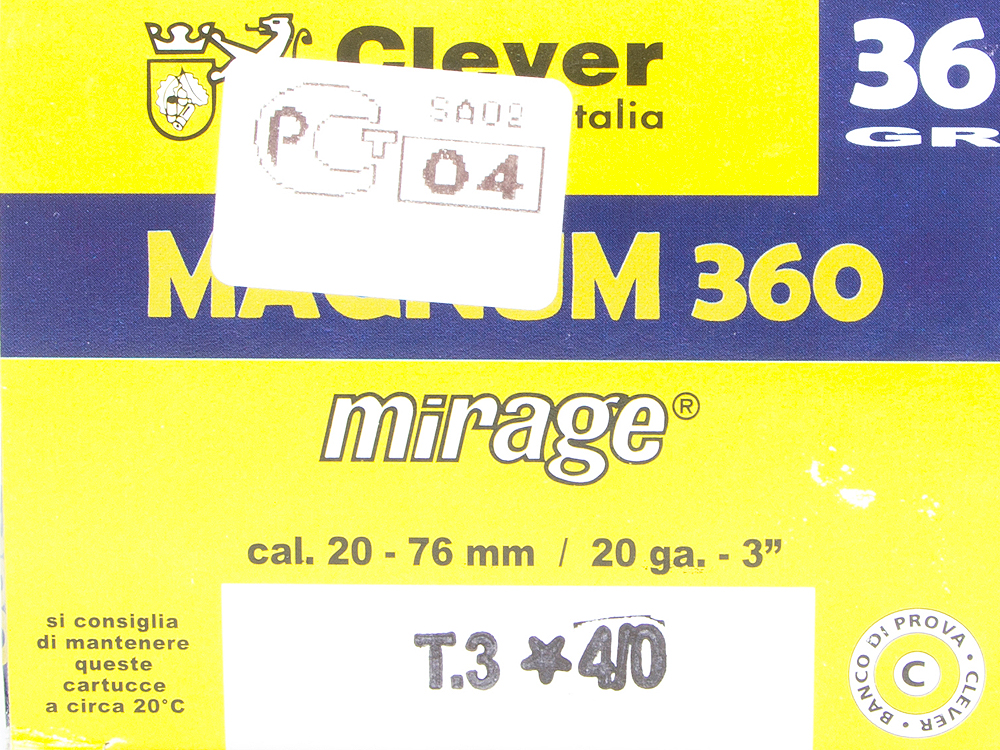 Clever
italia
36
GR
PCT
SA02
04
MAGNUM 360
mirage®
cal. 20 - 76 mm / 20 ga. - 3”
si consiglia
di mantenere
queste
cartucce
a circa 20°C
T.3 ★ 4/0
BANCO DI PROVA • CLEVER •
C